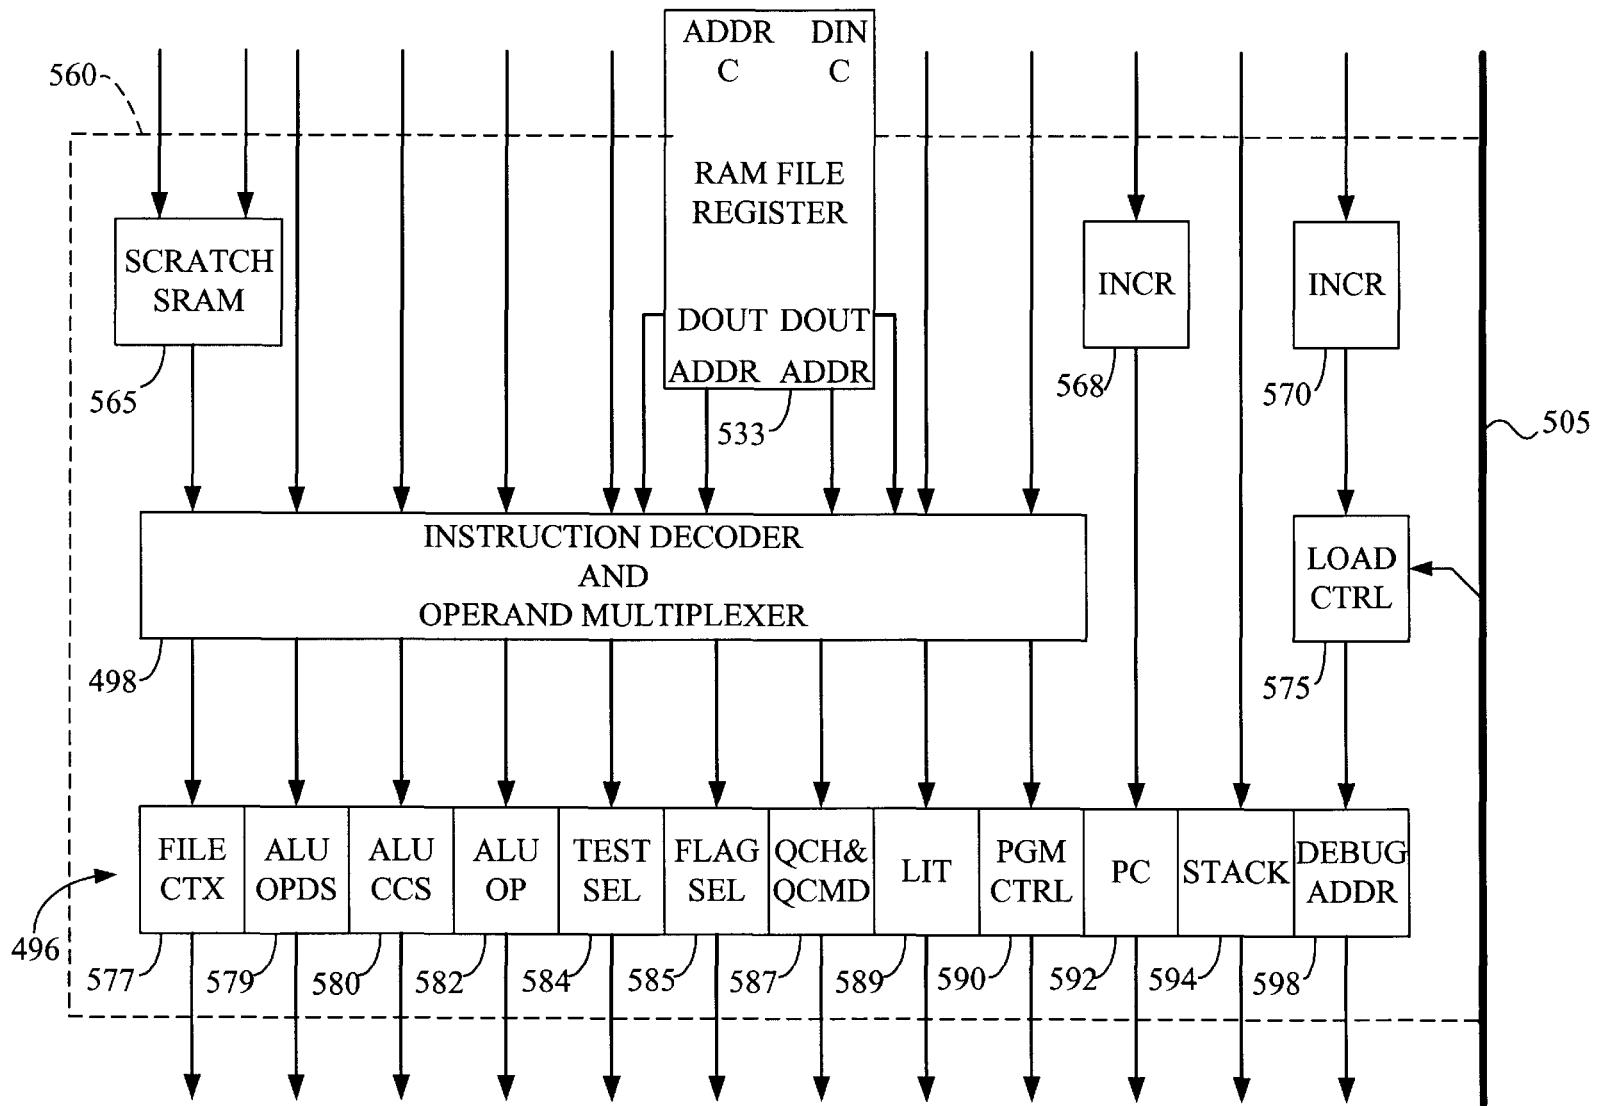 ADDR DIN
C C
560
RAM FILE
REGISTER
SCRATCH
SRAM
INCR
INCR
DOUT DOUT
ADDR ADDR
565
533
568
570
505
INSTRUCTION DECODER
AND
OPERAND MULTIPLEXER
LOAD
CTRL
498
575
FILE
CTX
ALU
OPDS
ALU
CCS
ALU
OP
TEST
SEL
FLAG
SEL
QCH&
QCMD
LIT
PGM
CTRL
PC
STACK
DEBUG
ADDR
496
577
579
580
582
584
585
587
589
590
592
594
598